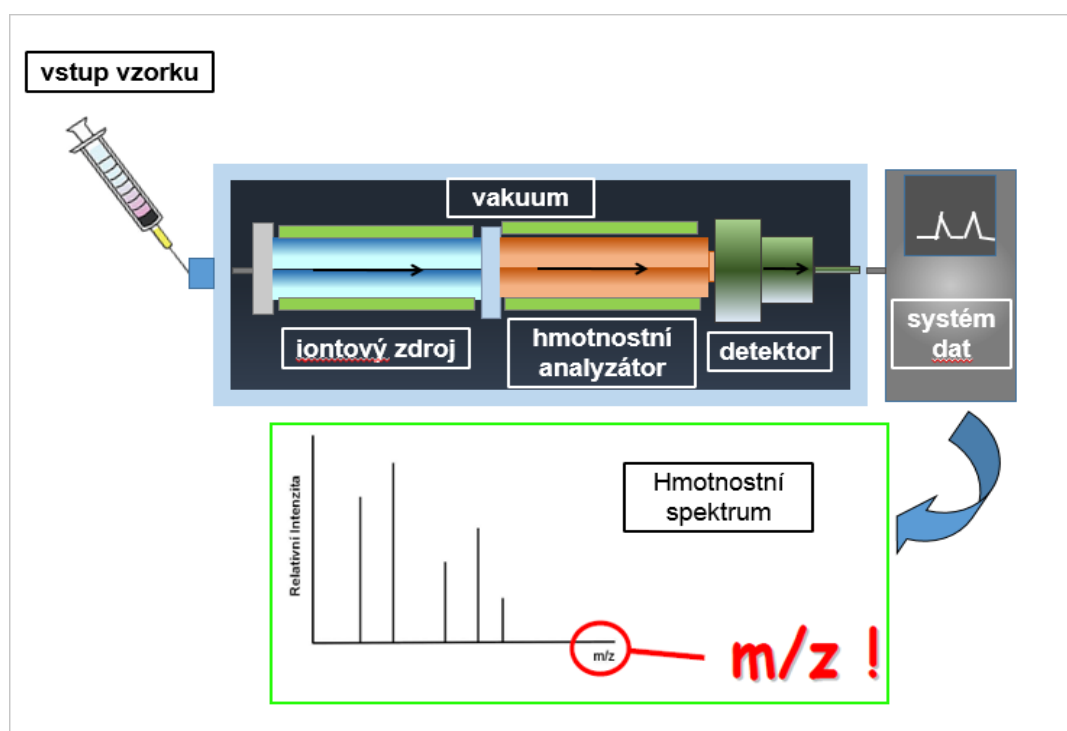 vstup vzorku
vakuum
iontový zdroj
hmotnostní
analyzátor
detektor
systém
dat
Hmotnostní
spektrum
Relativní Intenzita
m/z
m/z !